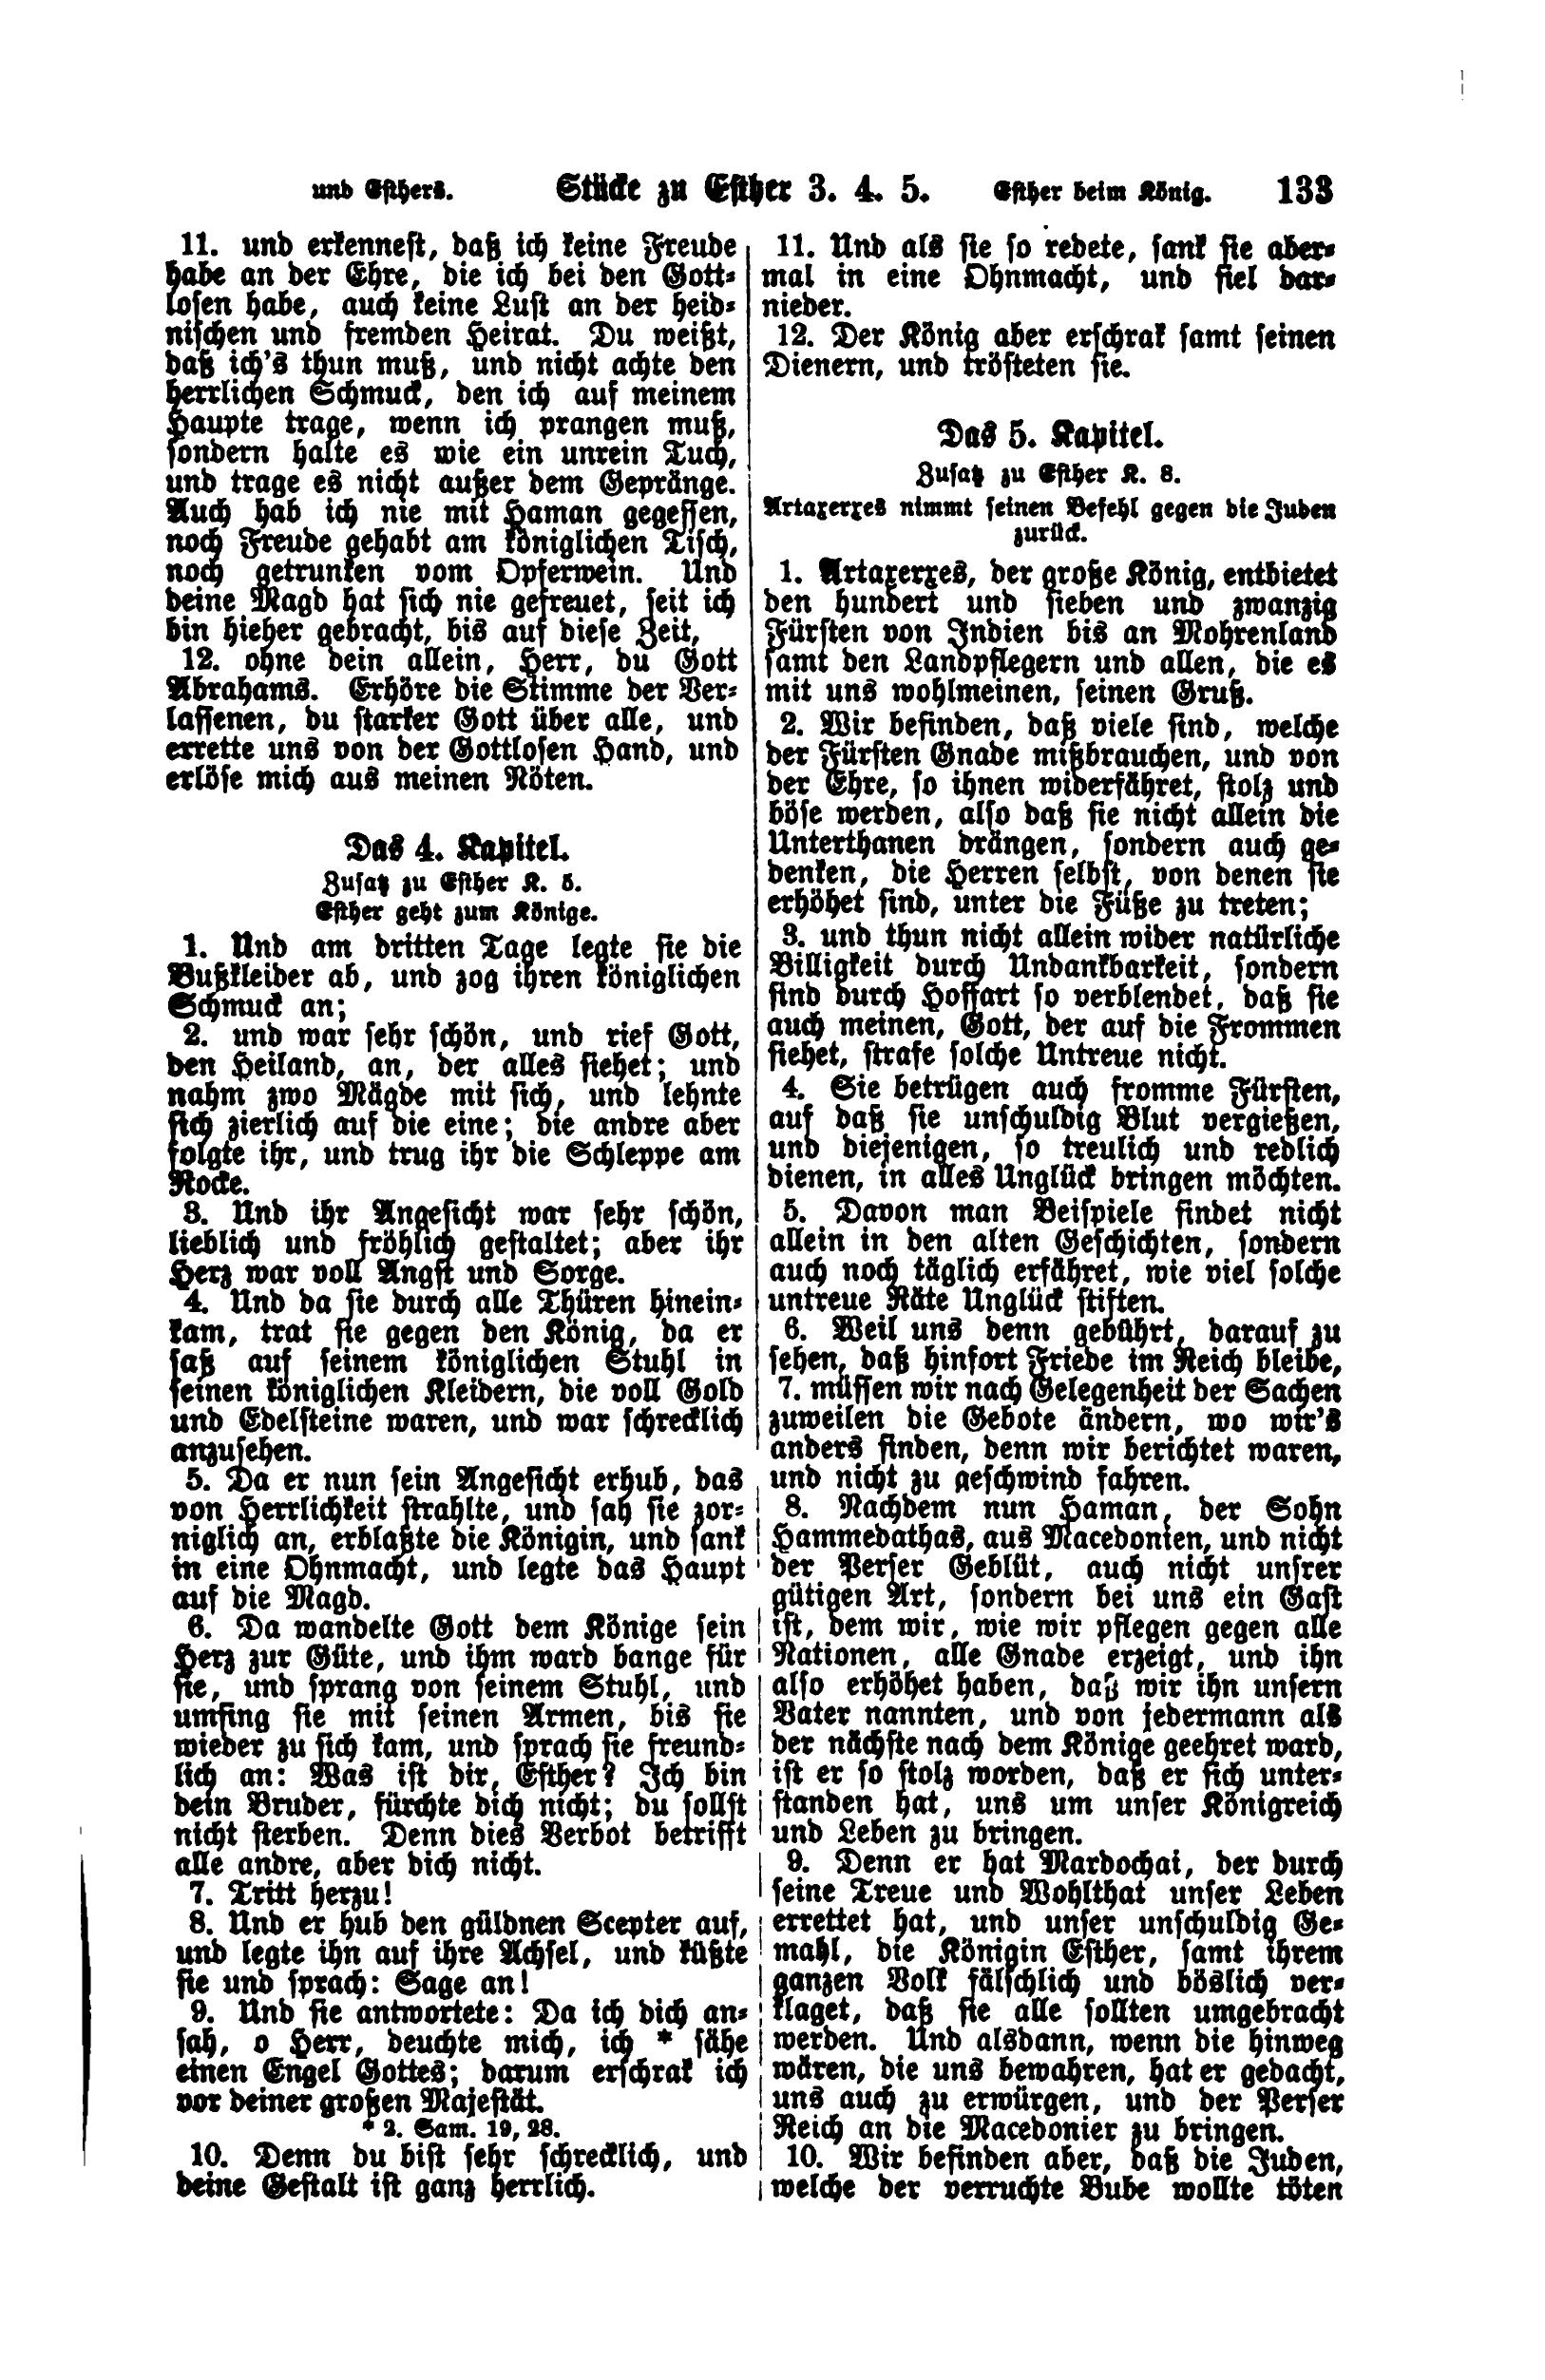 und Esthers. Stücke zu Esther 3. 4. 5. Esther beim König. 133
11. und erkennest, daß ich keine Freude
habe an der Ehre, die ich bei den Gott-
losen habe, auch keine Lust an der heid-
nischen und fremden Heirat. Du weißt,
daß ich's thun muß, und nicht achte den
herrlichen Schmuck, den ich auf meinem
Haupte trage, wenn ich prangen muß,
sondern halte es wie ein unrein Tuch,
und trage es nicht außer dem Gepränge.
Auch hab ich nie mit Haman gegessen,
noch Freude gehabt am königlichen Tisch,
noch getrunken vom Opferwein. Und
deine Magd hat sich nie gefreuet, seit ich
bin hieher gebracht, bis auf diese Zeit,
12. ohne dein allein, Herr, du Gott
Abrahams. Erhöre die Stimme der Ver-
lassenen, du starker Gott über alle, und
errette uns von der Gottlosen Hand, und
erlöse mich aus meinen Nöten.
Das 4. Kapitel.
Zusatz zu Esther K. 5.
Esther geht zum Könige.
1. Und am dritten Tage legte sie die
Bußkleider ab, und zog ihren königlichen
Schmuck an;
2. und war sehr schön, und rief Gott,
den Heiland, an, der alles siehet; und
nahm zwo Mägde mit sich, und lehnte
sich zierlich auf die eine; die andre aber
folgte ihr, und trug ihr die Schleppe am
Rocke.
3. Und ihr Angesicht war sehr schön,
lieblich und fröhlich gestaltet; aber ihr
Herz war voll Angst und Sorge.
4. Und da sie durch alle Thüren hinein-
kam, trat sie gegen den König, da er
saß auf seinem königlichen Stuhl in
seinen königlichen Kleidern, die voll Gold
und Edelsteine waren, und war schrecklich
anzusehen.
5. Da er nun sein Angesicht erhub, das
von Herrlichkeit strahlte, und sah sie zor-
niglich an, erblaßte die Königin, und sank
in eine Ohnmacht, und legte das Haupt
auf die Magd.
6. Da wandelte Gott dem Könige sein
Herz zur Güte, und ihm ward bange für
sie, und sprang von seinem Stuhl, und
umfing sie mit seinen Armen, bis sie
wieder zu sich kam, und sprach sie freund-
lich an: Was ist dir, Esther? Ich bin
dein Bruder, fürchte dich nicht; du sollst
nicht sterben. Denn dies Verbot betrifft
alle andre, aber dich nicht.
7. Tritt herzu!
8. Und er hub den güldnen Scepter auf,
und legte ihn auf ihre Achsel, und küßte
sie und sprach: Sage an!
9. Und sie antwortete: Da ich dich an-
sah, o Herr, deuchte mich, ich * sähe
einen Engel Gottes; darum erschrak ich
vor deiner großen Majestät.
* 2. Sam. 19, 28.
10. Denn du bist sehr schrecklich, und
deine Gestalt ist ganz herrlich.
11. Und als sie so redete, sank sie aber-
mal in eine Ohnmacht, und fiel dar-
nieder.
12. Der König aber erschrak samt seinen
Dienern, und trösteten sie.
Das 5. Kapitel.
Zusatz zu Esther K. 8.
Artaxerxes nimmt seinen Befehl gegen die Juden
zurück.
1. Artaxerxes, der große König, entbietet
den hundert und sieben und zwanzig
Fürsten von Indien bis an Mohrenland
samt den Landpflegern und allen, die es
mit uns wohlmeinen, seinen Gruß.
2. Wir befinden, daß viele sind, welche
der Fürsten Gnade mißbrauchen, und von
der Ehre, so ihnen widerfähret, stolz und
böse werden, also daß sie nicht allein die
Unterthanen drängen, sondern auch ge-
denken, die Herren selbst, von denen sie
erhöhet sind, unter die Füße zu treten;
3. und thun nicht allein wider natürliche
Billigkeit durch Undankbarkeit, sondern
sind durch Hoffart so verblendet, daß sie
auch meinen, Gott, der auf die Frommen
siehet, strafe solche Untreue nicht.
4. Sie betrügen auch fromme Fürsten,
auf daß sie unschuldig Blut vergießen,
und diejenigen, so treulich und redlich
dienen, in alles Unglück bringen möchten.
5. Davon man Beispiele findet nicht
allein in den alten Geschichten, sondern
auch noch täglich erfähret, wie viel solche
untreue Räte Unglück stiften.
6. Weil uns denn gebührt, darauf zu
sehen, daß hinfort Friede im Reich bleibe,
7. müssen wir nach Gelegenheit der Sachen
zuweilen die Gebote ändern, wo wir's
anders finden, denn wir berichtet waren,
und nicht zu geschwind fahren.
8. Nachdem nun Haman, der Sohn
Hammedathas, aus Macedonien, und nicht
der Perser Geblüt, auch nicht unsrer
gütigen Art, sondern bei uns ein Gast
ist, dem wir, wie wir pflegen gegen alle
Nationen, alle Gnade erzeigt, und ihn
also erhöhet haben, daß wir ihn unsern
Vater nannten, und von jedermann als
der nächste nach dem Könige geehret ward,
ist er so stolz worden, daß er sich unter-
standen hat, uns um unser Königreich
und Leben zu bringen.
9. Denn er hat Mardochai, der durch
seine Treue und Wohlthat unser Leben
errettet hat, und unser unschuldig Ge-
mahl, die Königin Esther, samt ihrem
ganzen Volk fälschlich und böslich ver-
klaget, daß sie alle sollten umgebracht
werden. Und alsdann, wenn die hinweg
wären, die uns bewahren, hat er gedacht,
uns auch zu erwürgen, und der Perser
Reich an die Macedonier zu bringen.
10. Wir befinden aber, daß die Juden,
welche der verruchte Bube wollte töten